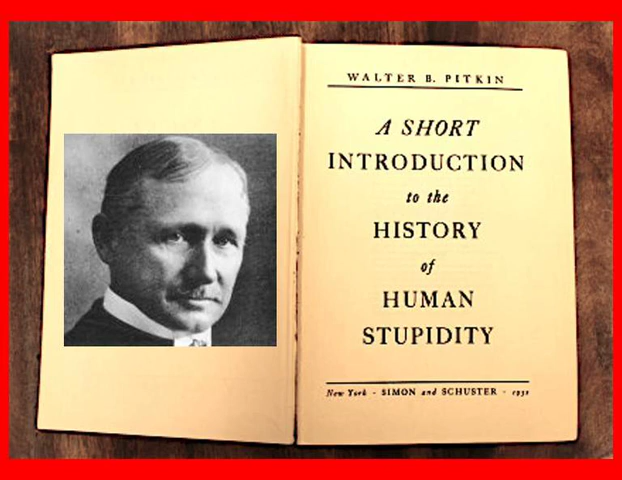 WALTER B. PITKIN
A SHORT
INTRODUCTION
to the
HISTORY
of
HUMAN
STUPIDITY
New York - SIMON and SCHUSTER - 1932